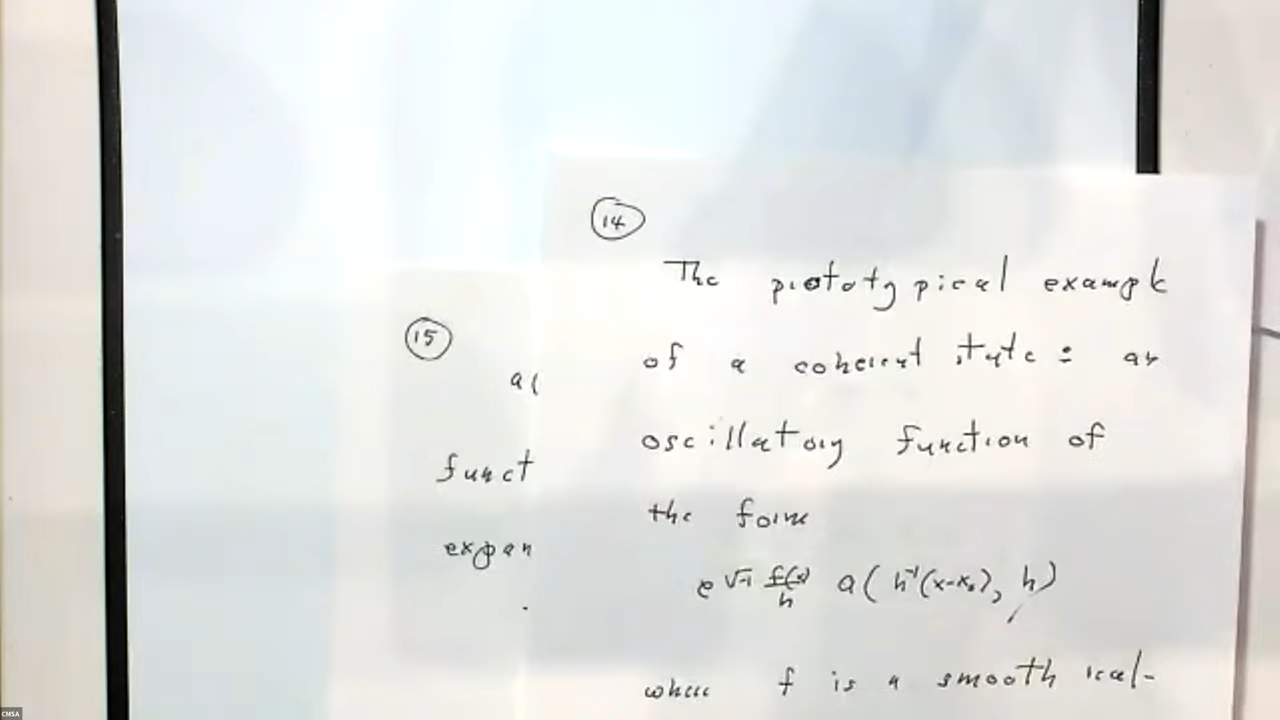 14
The prototypical example
of a coherent state: an
oscillatory function of
the form
e^{√-1 f(x)/h} a(h^{-1}(x-x₀), h)
where f is a smooth real-
15
a(
funct
expan
CMSA